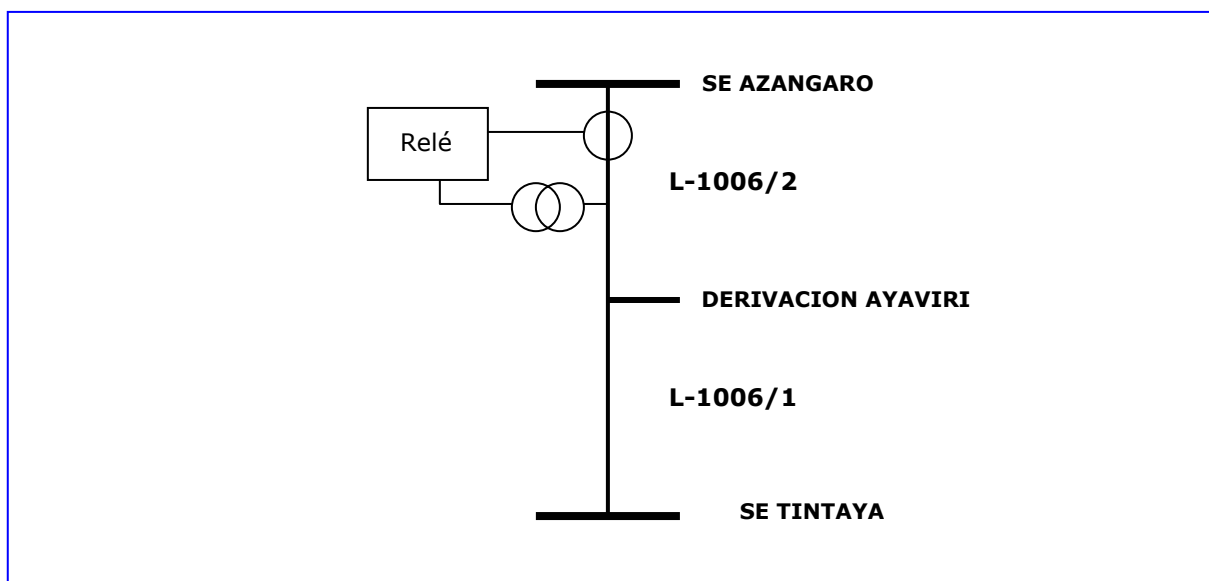 SE AZANGARO
Relé
L-1006/2
DERIVACION AYAVIRI
L-1006/1
SE TINTAYA